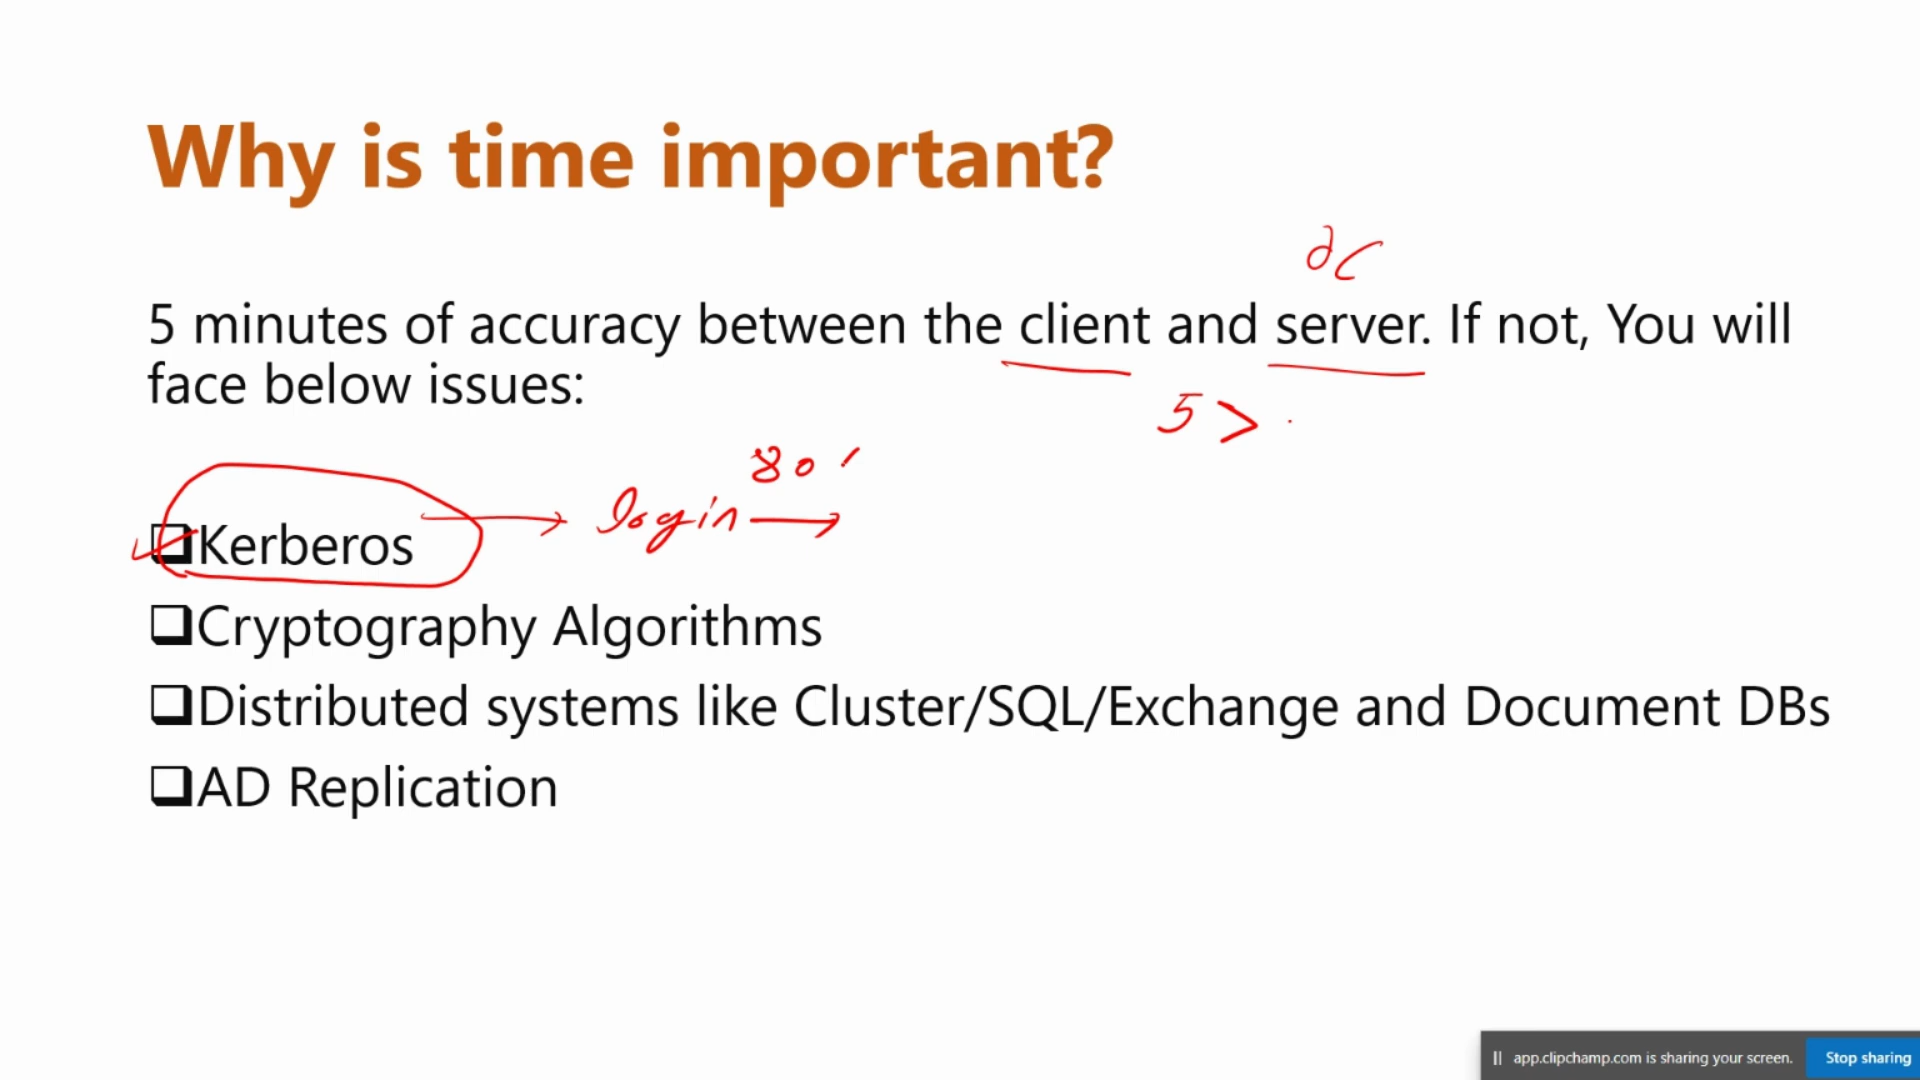 Why is time important?
dc
5 minutes of accuracy between the client and server. If not, You will
face below issues:
5 >
80 '
❑Kerberos
login
❑Cryptography Algorithms
❑Distributed systems like Cluster/SQL/Exchange and Document DBs
❑AD Replication
app.clipchamp.com is sharing your screen.
Stop sharing